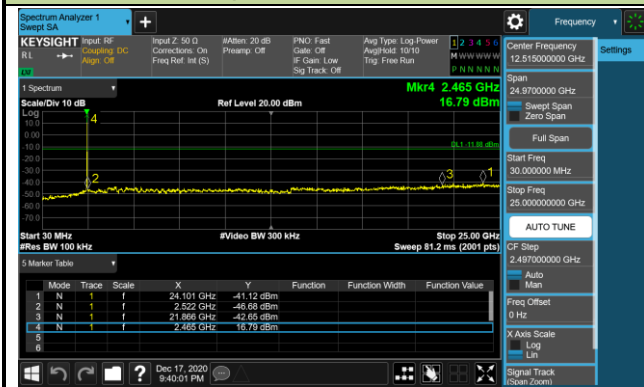 Spectrum Analyzer 1
Swept SA
Frequency
KEYSIGHT
RL
Input: RF
Coupling: DC
Align: Off
Input Z: 50 Ω
Corrections: On
Freq Ref: Int (S)
#Atten: 20 dB
Preamp: Off
PNO: Fast
Gate: Off
IF Gain: Low
Sig Track: Off
Avg Type: Log-Power
Avg|Hold: 10/10
Trig: Free Run
1 2 3 4 5 6
M W W W W W
P N N N N N
LW
1 Spectrum
Scale/Div 10 dB
Ref Level 20.00 dBm
Mkr4 2.465 GHz
16.79 dBm
Log
10.0
0.00
-10.0
-20.0
-30.0
-40.0
-50.0
-60.0
-70.0
4
2
3
1
DL1 -11.88 dBm
Start 30 MHz
#Video BW 300 kHz
Stop 25.00 GHz
#Res BW 100 kHz
Sweep 81.2 ms (2001 pts)
5 Marker Table
Mode Trace Scale X Y Function Function Width Function Value
1 N 1 f 24.101 GHz -41.12 dBm
2 N 1 f 2.522 GHz -46.68 dBm
3 N 1 f 21.866 GHz -42.65 dBm
4 N 1 f 2.465 GHz 16.79 dBm
5
6
Dec 17, 2020
9:40:01 PM
Center Frequency
12.515000000 GHz
Settings
Span
24.9700000 GHz
Swept Span
Zero Span
Full Span
Start Freq
30.000000 MHz
Stop Freq
25.000000000 GHz
AUTO TUNE
CF Step
2.497000000 GHz
Auto
Man
Freq Offset
0 Hz
X Axis Scale
Log
Lin
Signal Track
(Span Zoom)